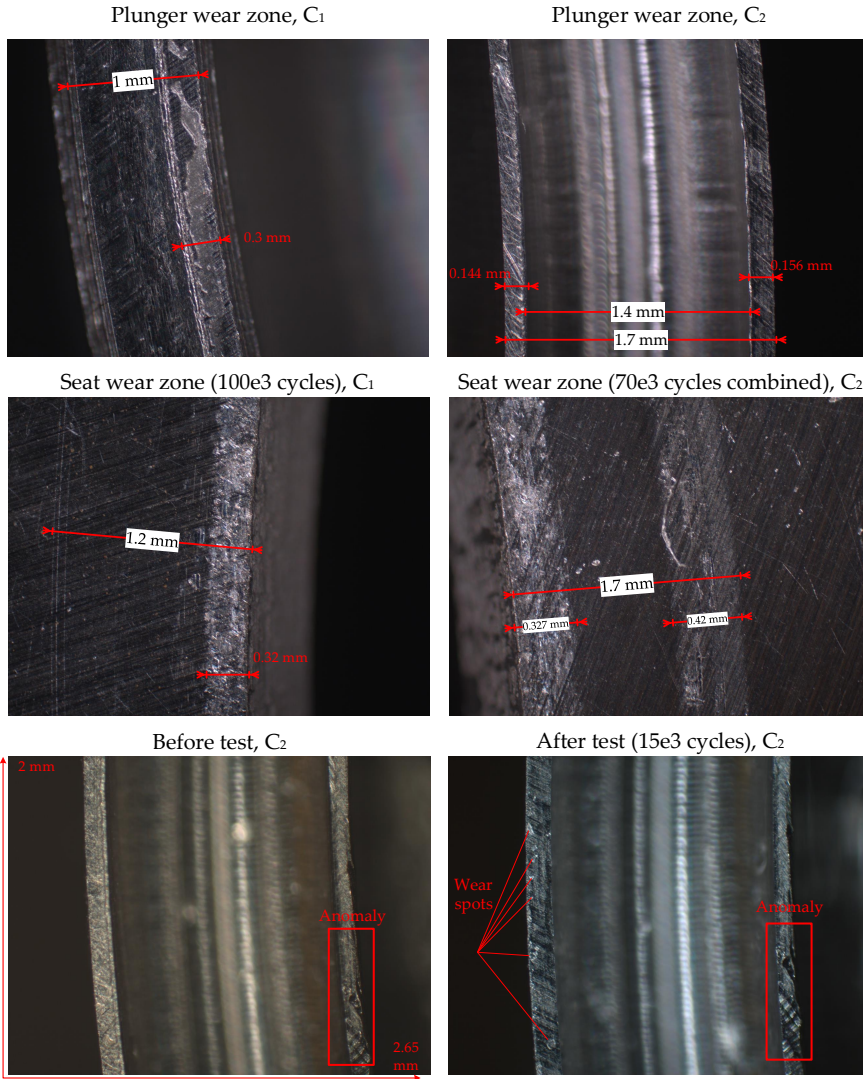 Plunger wear zone, C1
Plunger wear zone, C2
1 mm
0.3 mm
0.144 mm
0.156 mm
1.4 mm
1.7 mm
Seat wear zone (100e3 cycles), C1
Seat wear zone (70e3 cycles combined), C2
1.2 mm
0.32 mm
1.7 mm
0.327 mm
0.42 mm
Before test, C2
After test (15e3 cycles), C2
2 mm
Anomaly
2.65
mm
Wear
spots
Anomaly